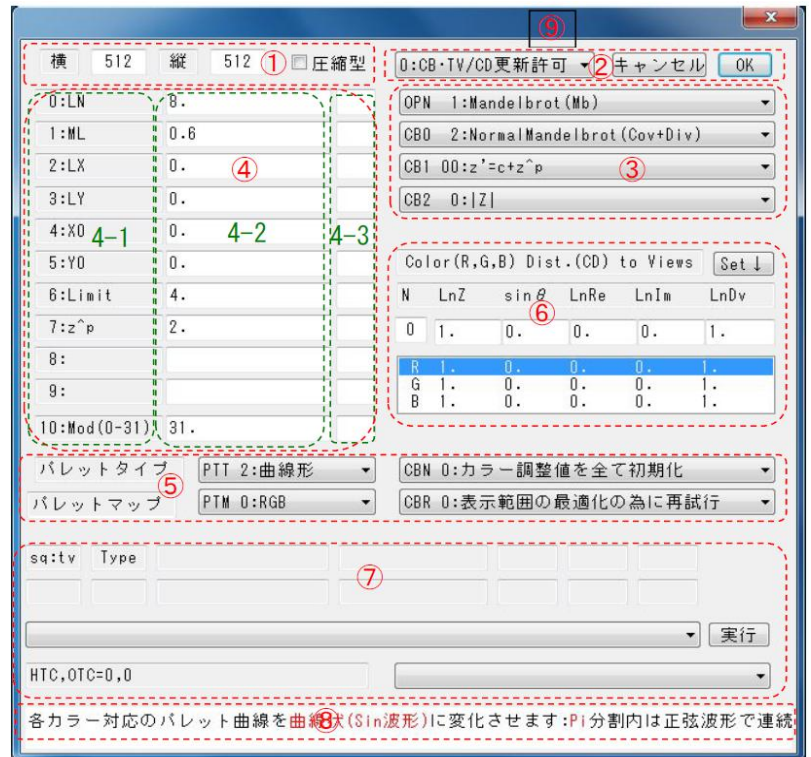 ⑨
x
横 512 縦 512 ① 圧縮型
0:CB・TV/CD更新許可 ② キャンセル OK
0:LN 8.
1:ML 0.6
2:LX 0. ④
3:LY 0.
4:X0 4-1 0. 4-2 4-3
5:Y0 0.
6:Limit 4.
7:z^p 2.
8:
9:
10:Mod(0-31) 31.
OPN 1:Mandelbrot(Mb)
CB0 2:NormalMandelbrot(Cov+Div)
CB1 00:z'=c+z^p ③
CB2 0:|Z|
Color(R,G,B) Dist.(CD) to Views Set↓
N LnZ sinθ LnRe LnIm LnDv
⑥
0 1. 0. 0. 0. 1.
R 1. 0. 0. 0. 1.
G 1. 0. 0. 0. 1.
B 1. 0. 0. 0. 1.
パレットタイプ PTT 2:曲線形 CBN 0:カラー調整値を全て初期化
⑤
パレットマップ PTM 0:RGB CBR 0:表示範囲の最適化の為に再試行
sq:tv Type
⑦
実行
HTC,OTC=0,0
各カラー対応のパレット曲線を曲線状(Sin波形)に変化させます:Pi分割内は正弦波形で連続
⑧